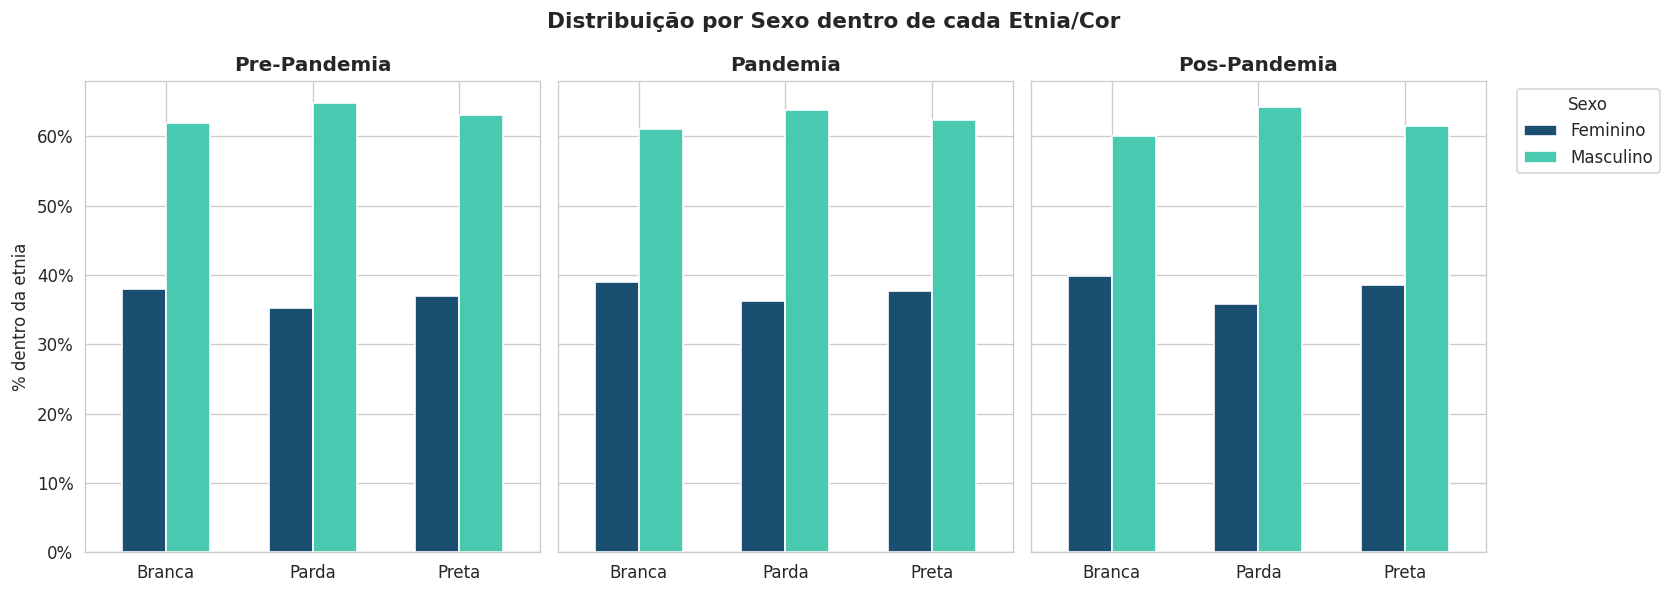 Distribuição por Sexo dentro de cada Etnia/Cor
Pre-Pandemia
Pandemia
Pos-Pandemia
Sexo
Feminino
Masculino
% dentro da etnia
60%
50%
40%
30%
20%
10%
0%
Branca
Parda
Preta
Branca
Parda
Preta
Branca
Parda
Preta